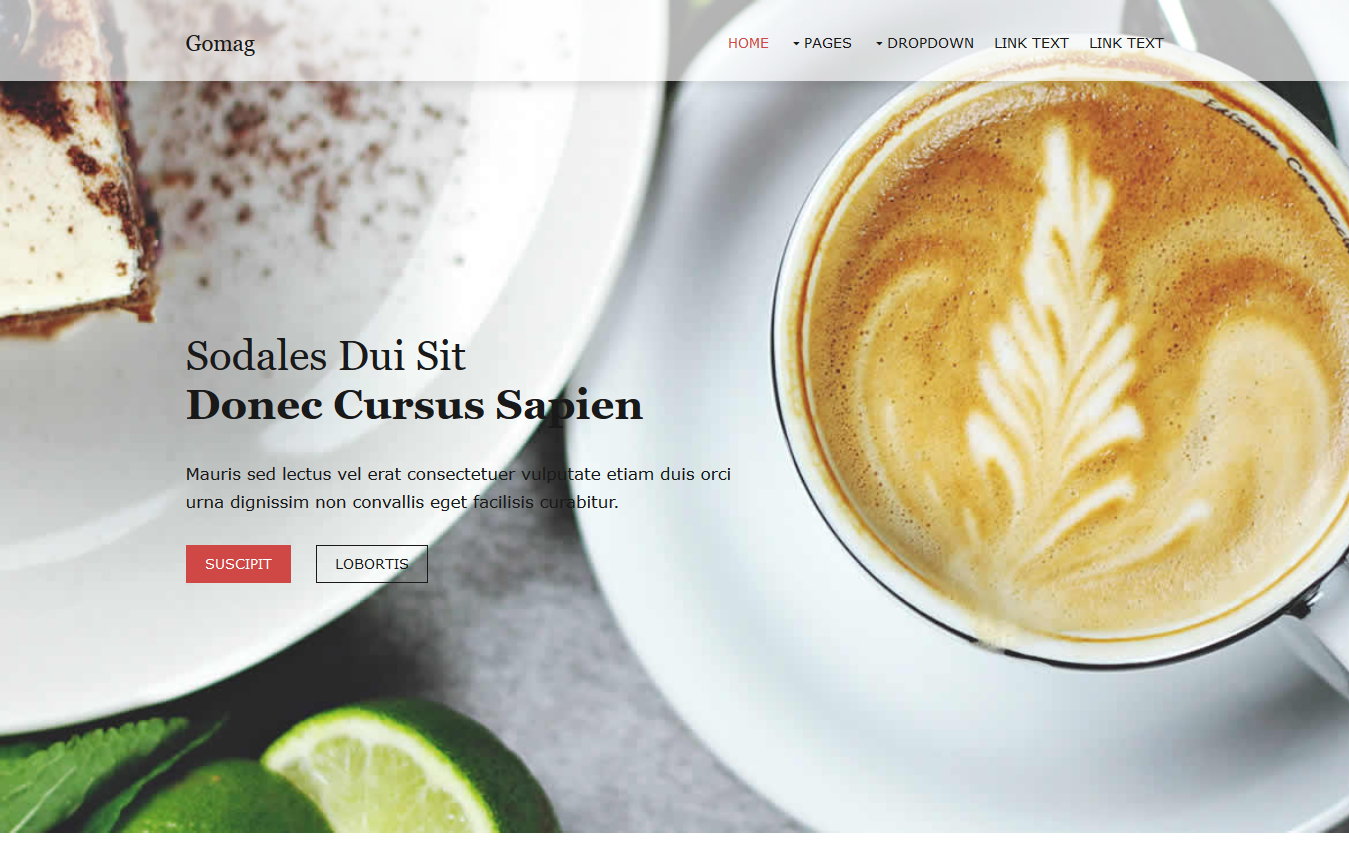 Gomag
HOME PAGES DROPDOWN LINK TEXT LINK TEXT
Sodales Dui Sit
Donec Cursus Sapien
Mauris sed lectus vel erat consectetuer vulputate etiam duis orci
urna dignissim non convallis eget facilisis curabitur.
SUSCIPIT LOBORTIS